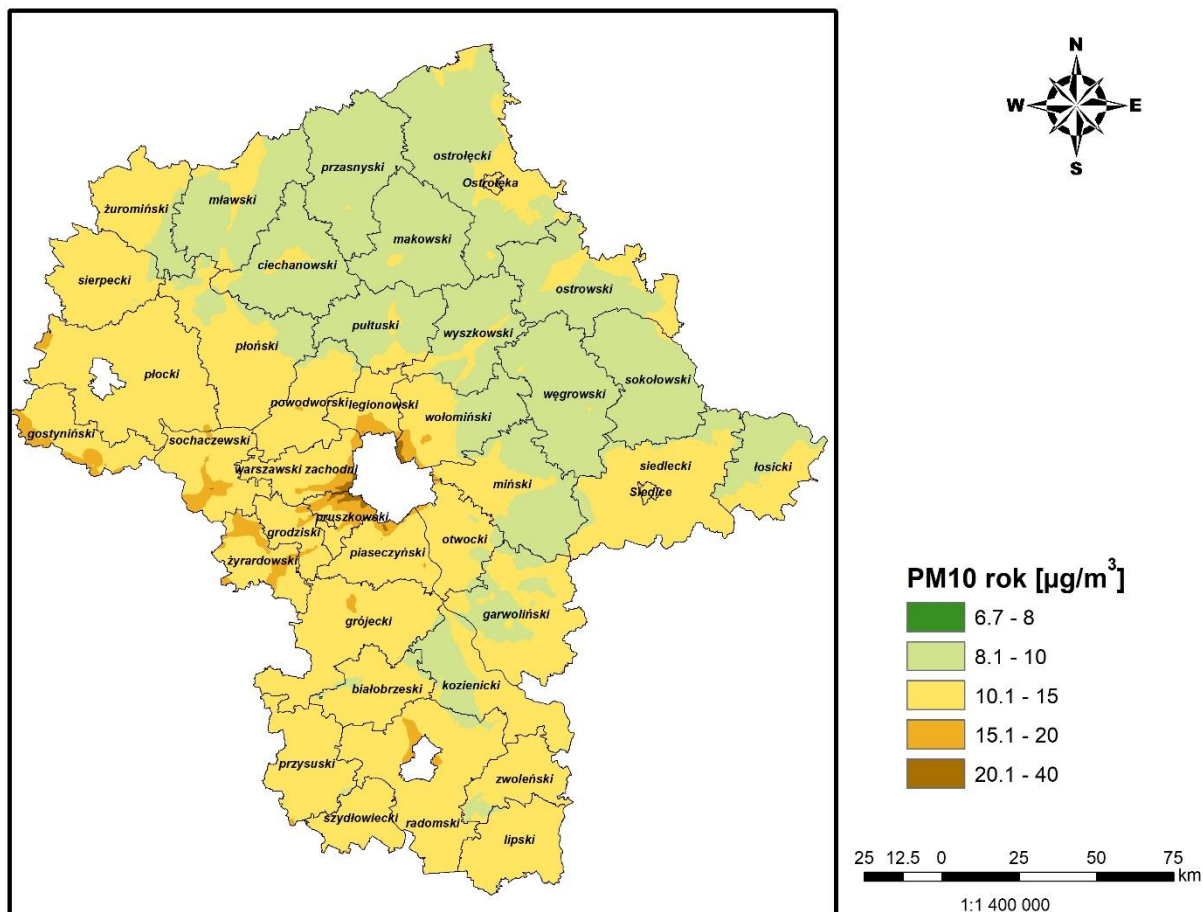 N
W E
S
ostrołęcki
przasnyski
Ostrołęka
mławski
żuromiński
makowski
ciechanowski
sierpecki
ostrowski
pułtuski
wyszkowski
płoński
płocki
sokołowski
węgrowski
nowodworski
legionowski
wołomiński
gostyniński
sochaczewski
warszawski zachodni
siedlecki
łosicki
miński
Siedlce
pruszkowski
grodziski
otwocki
piaseczyński
żyrardowski
garwoliński
grójecki
białobrzeski
kozienicki
przysuski
zwoleński
szydłowiecki
radomski
lipski
PM10 rok [µg/m³]
6.7 - 8
8.1 - 10
10.1 - 15
15.1 - 20
20.1 - 40
25 12.5 0 25 50 75
km
1:1 400 000